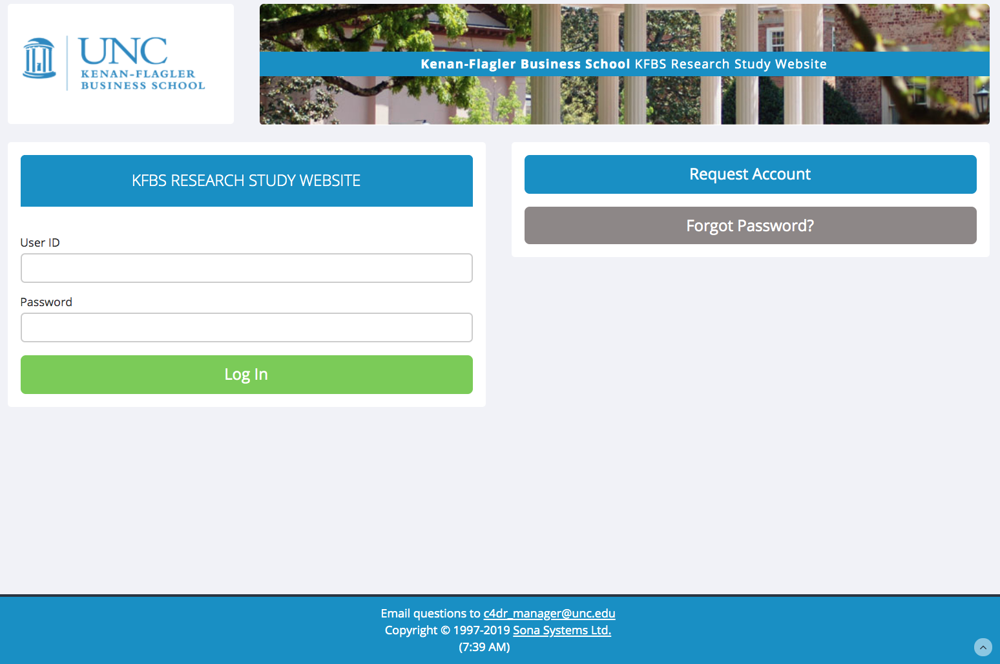 UNC
KENAN-FLAGLER
BUSINESS SCHOOL
Kenan-Flagler Business School KFBS Research Study Website
KFBS RESEARCH STUDY WEBSITE
User ID
Password
Log In
Request Account
Forgot Password?
Email questions to c4dr_manager@unc.edu
Copyright © 1997-2019 Sona Systems Ltd.
(7:39 AM)